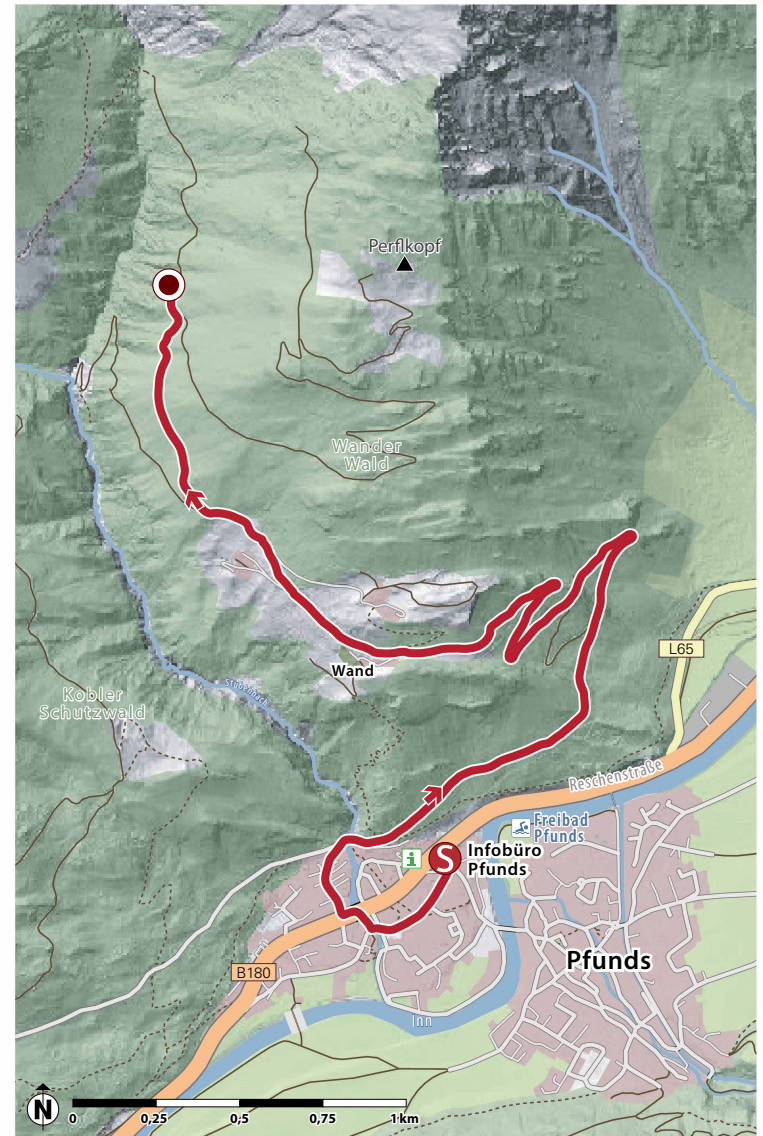 Perflkopf
Wander
Wald
L65
Wand
Stubenbach
Kobler
Schutzwald
Reschenstraße
Freibad
Pfunds
i
S
Infobüro
Pfunds
Pfunds
B180
Inn
N
0 0,25 0,5 0,75 1 km